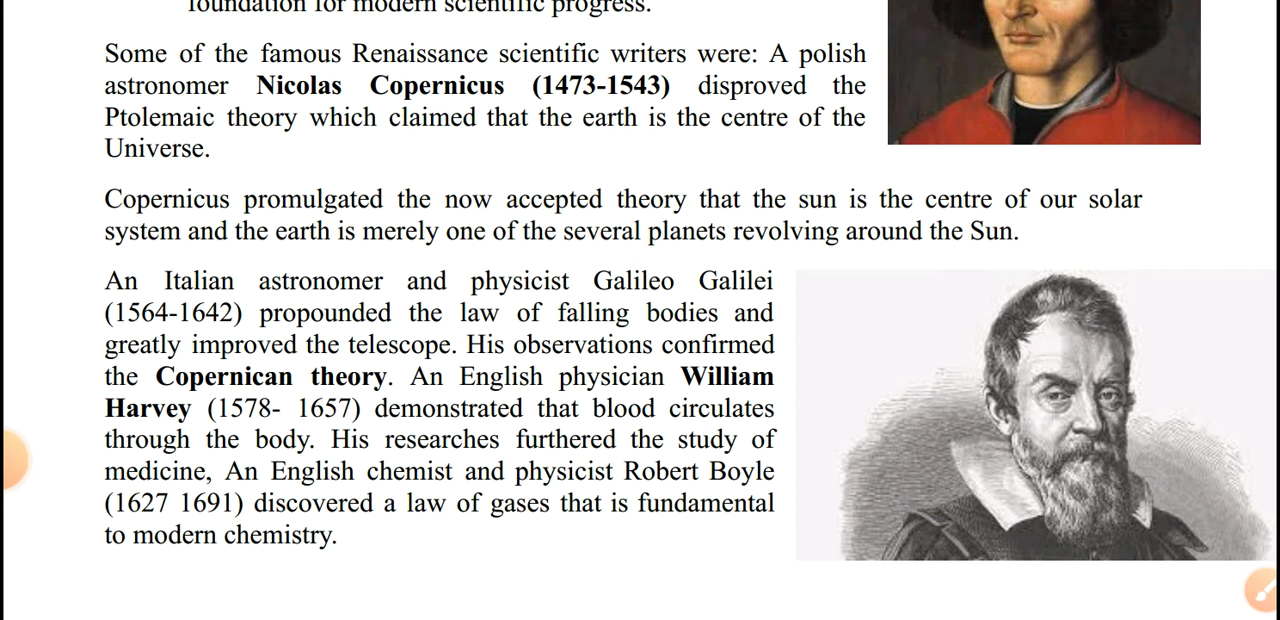 foundation for modern scientific progress.
Some of the famous Renaissance scientific writers were: A polish
astronomer Nicolas Copernicus (1473-1543) disproved the
Ptolemaic theory which claimed that the earth is the centre of the
Universe.
Copernicus promulgated the now accepted theory that the sun is the centre of our solar
system and the earth is merely one of the several planets revolving around the Sun.
An Italian astronomer and physicist Galileo Galilei
(1564-1642) propounded the law of falling bodies and
greatly improved the telescope. His observations confirmed
the Copernican theory. An English physician William
Harvey (1578- 1657) demonstrated that blood circulates
through the body. His researches furthered the study of
medicine, An English chemist and physicist Robert Boyle
(1627 1691) discovered a law of gases that is fundamental
to modern chemistry.